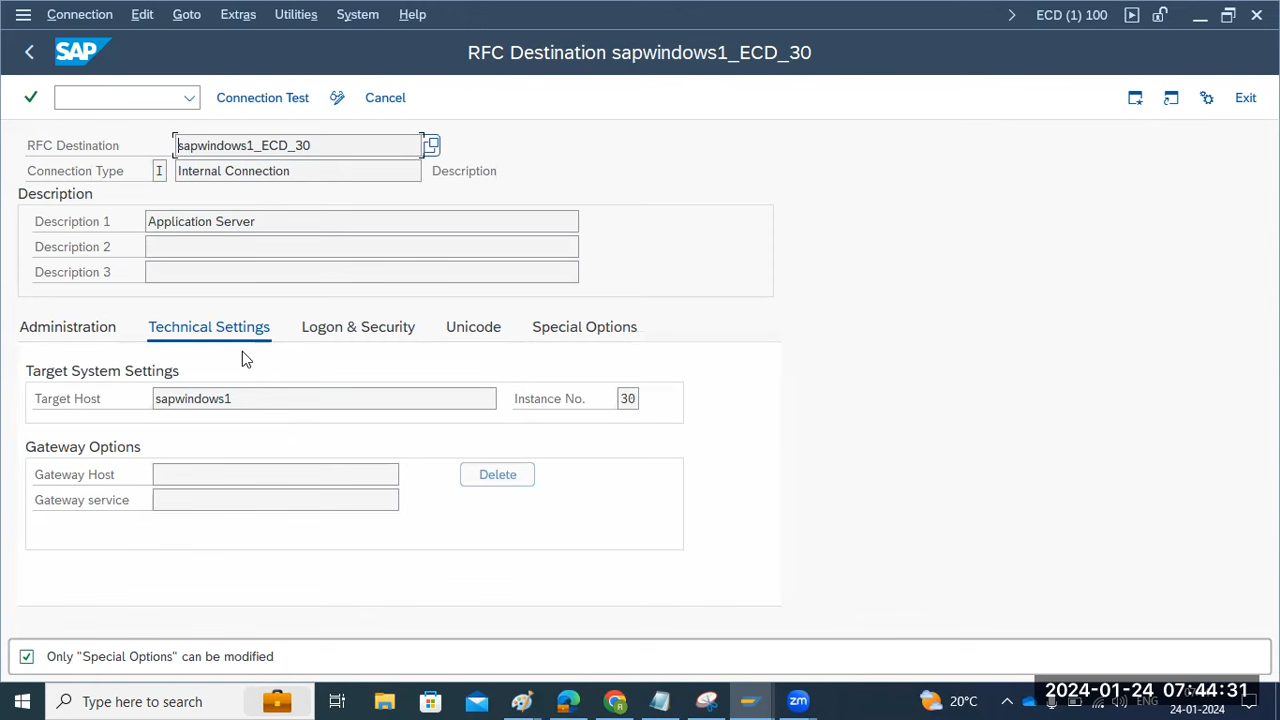 Connection Edit Goto Extras Utilities System Help ECD (1) 100
SAP RFC Destination sapwindows1_ECD_30
Connection Test Cancel Exit
RFC Destination sapwindows1_ECD_30
Connection Type I Internal Connection Description
Description
Description 1 Application Server
Description 2
Description 3
Administration Technical Settings Logon & Security Unicode Special Options
Target System Settings
Target Host sapwindows1 Instance No. 30
Gateway Options
Gateway Host Delete
Gateway service
Only "Special Options" can be modified
Type here to search zm 20°C ENG
2024-01-24 07:44:31
24-01-2024